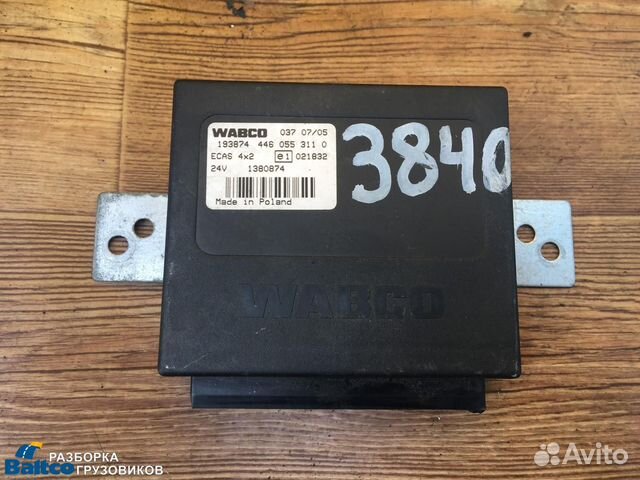 WABCO 037 07/05
193874 446 055 311 0
ECAS 4x2 e1 021832
24V 1380874
Made in Poland
3840
WABCO
Baltco РАЗБОРКА ГРУЗОВИКОВ
Avito